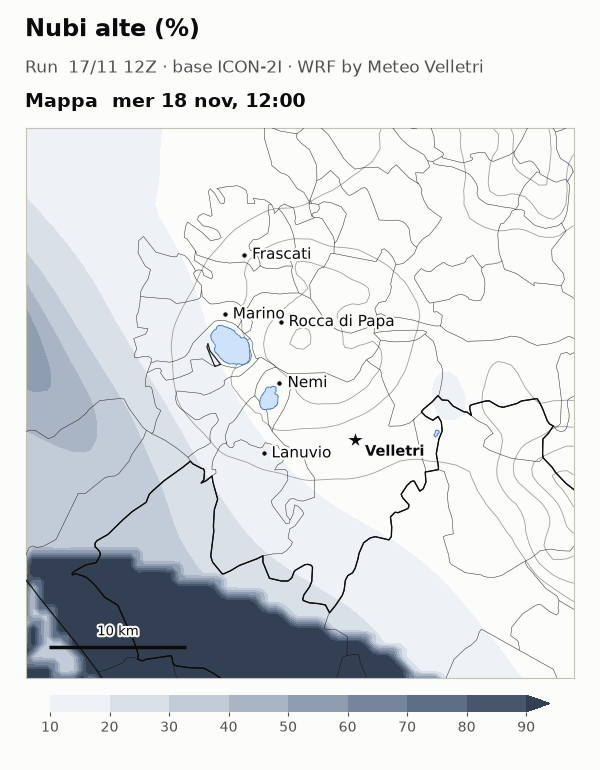 Nubi alte (%)
Run  17/11 12Z · base ICON-2I · WRF by Meteo Velletri
Mappa  mer 18 nov, 12:00
Frascati
Marino
Rocca di Papa
Nemi
Velletri
Lanuvio
10 km
10 20 30 40 50 60 70 80 90